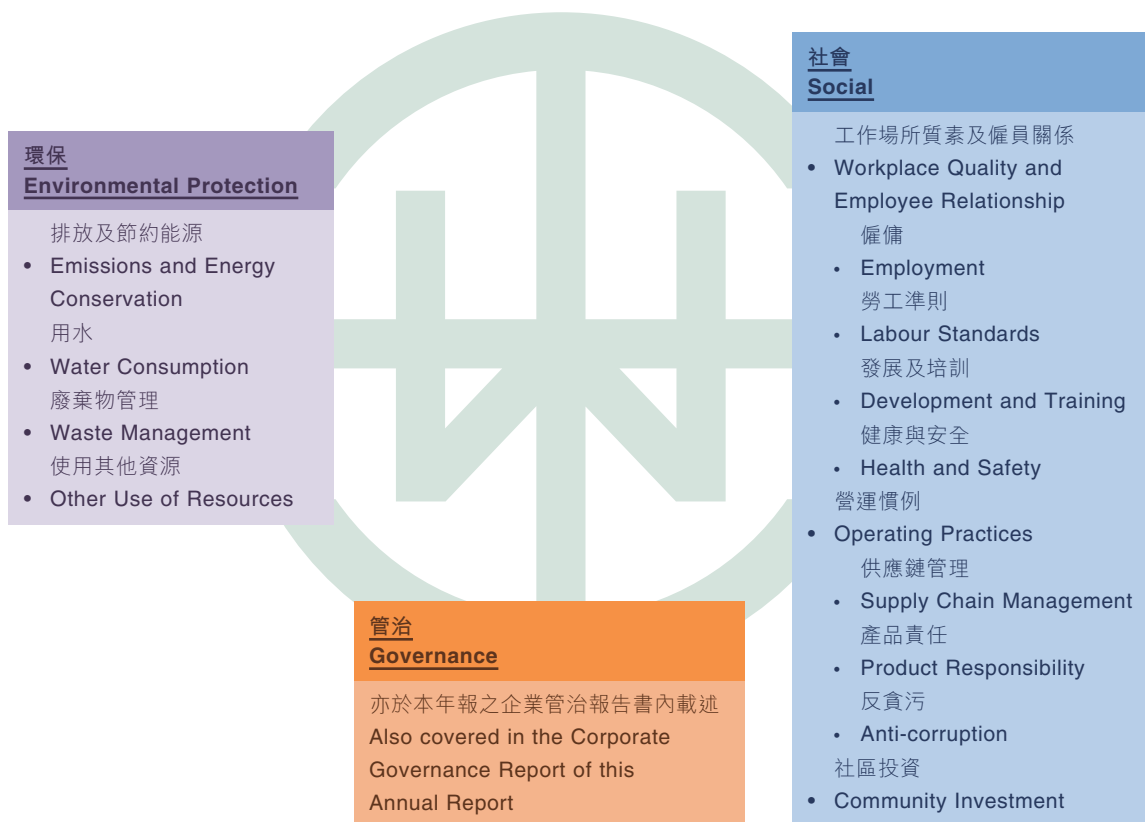 環保
Environmental Protection
排放及節約能源
• Emissions and Energy
Conservation
用水
• Water Consumption
廢棄物管理
• Waste Management
使用其他資源
• Other Use of Resources
社會
Social
工作場所質素及僱員關係
• Workplace Quality and
Employee Relationship
僱傭
• Employment
勞工準則
• Labour Standards
發展及培訓
• Development and Training
健康與安全
• Health and Safety
營運慣例
• Operating Practices
供應鏈管理
• Supply Chain Management
產品責任
• Product Responsibility
反貪污
• Anti-corruption
社區投資
• Community Investment
管治
Governance
亦於本年報之企業管治報告書內載述
Also covered in the Corporate
Governance Report of this
Annual Report